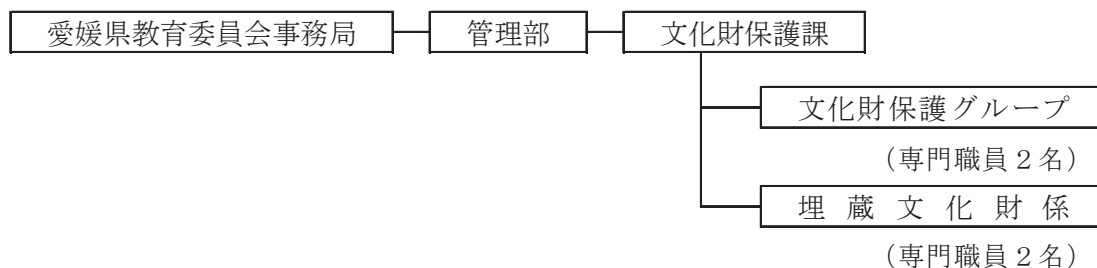 愛媛県教育委員会事務局 管理部 文化財保護課
文化財保護グループ
（専門職員２名）
埋蔵文化財係
（専門職員２名）